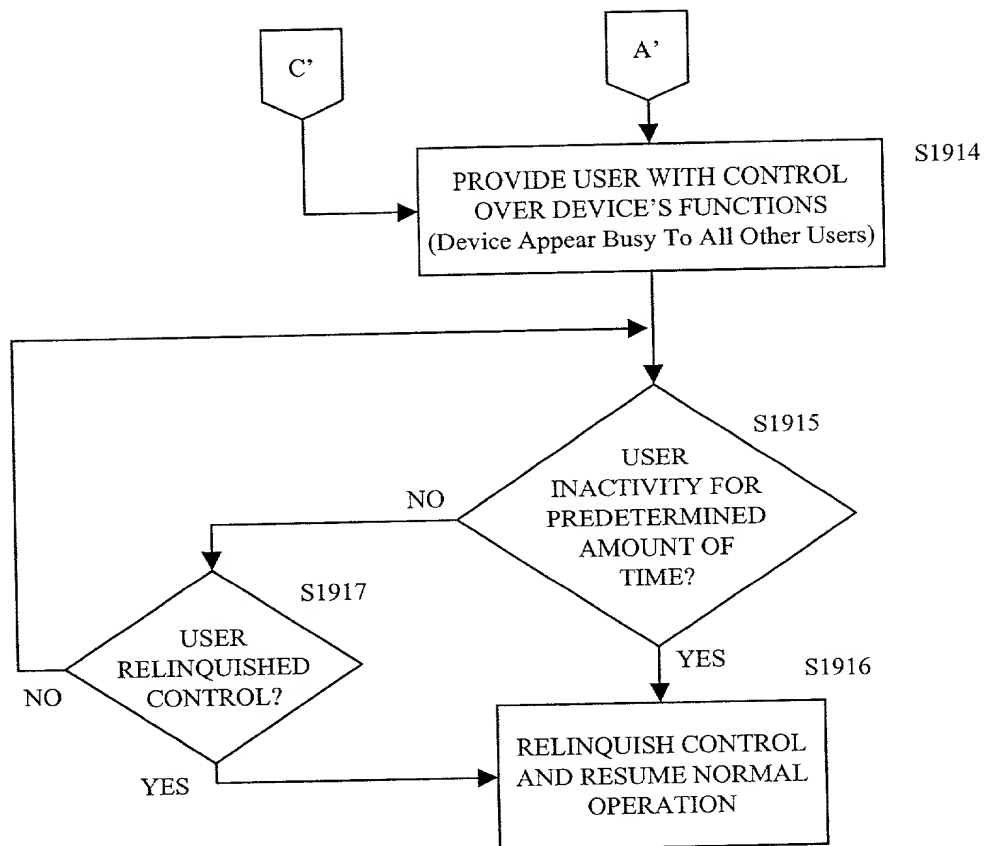 C’
A’
S1914
PROVIDE USER WITH CONTROL
OVER DEVICE’S FUNCTIONS
(Device Appear Busy To All Other Users)
S1915
USER
INACTIVITY FOR
PREDETERMINED
AMOUNT OF
TIME?
NO
S1917
USER
RELINQUISHED
CONTROL?
NO
YES
YES
S1916
RELINQUISH CONTROL
AND RESUME NORMAL
OPERATION